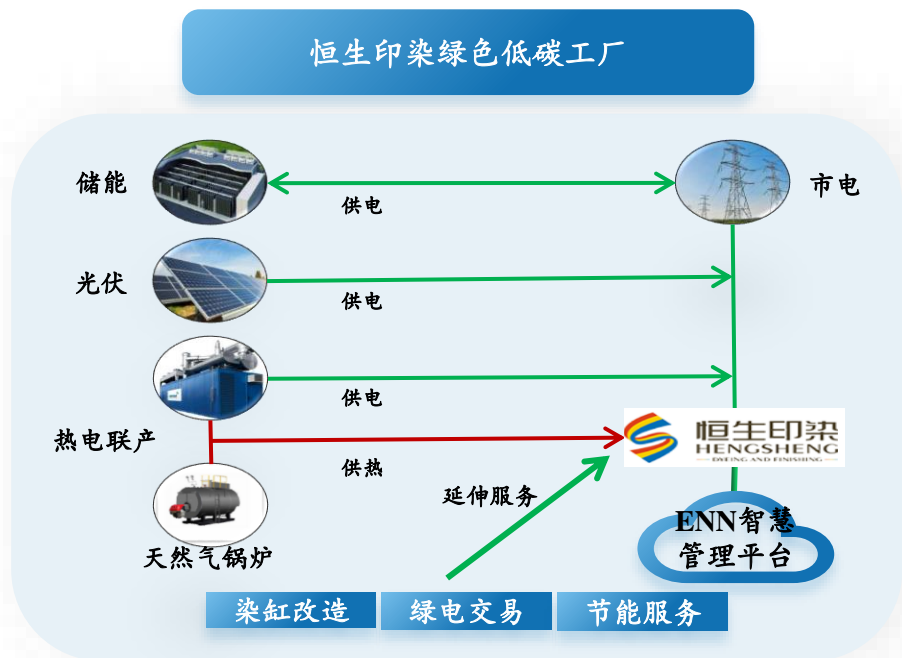 恒生印染绿色低碳工厂
储能
供电
市电
光伏
供电
供电
热电联产
供热
恒生印染
HENGSHENG
DYEING AND FINISHING
延伸服务
天然气锅炉
ENN智慧
管理平台
染缸改造
绿电交易
节能服务